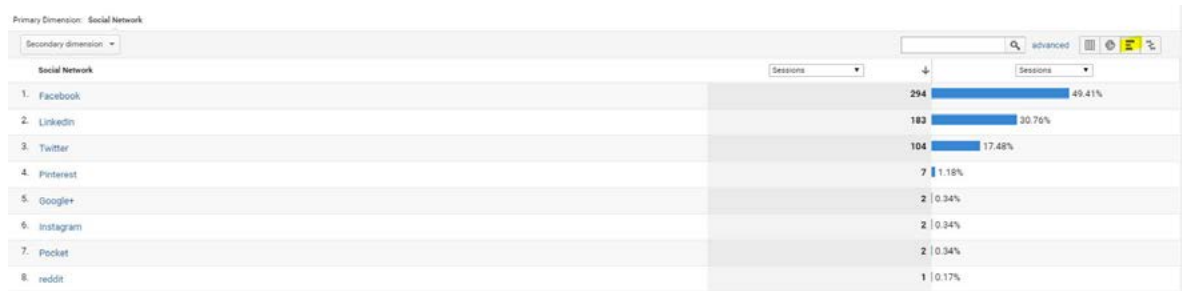 Primary Dimension: Social Network
Secondary dimension
advanced
Social Network Sessions Sessions
1. Facebook 294 49.41%
2. LinkedIn 183 30.76%
3. Twitter 104 17.48%
4. Pinterest 7 1.18%
5. Google+ 2 0.34%
6. Instagram 2 0.34%
7. Pocket 2 0.34%
8. reddit 1 0.17%